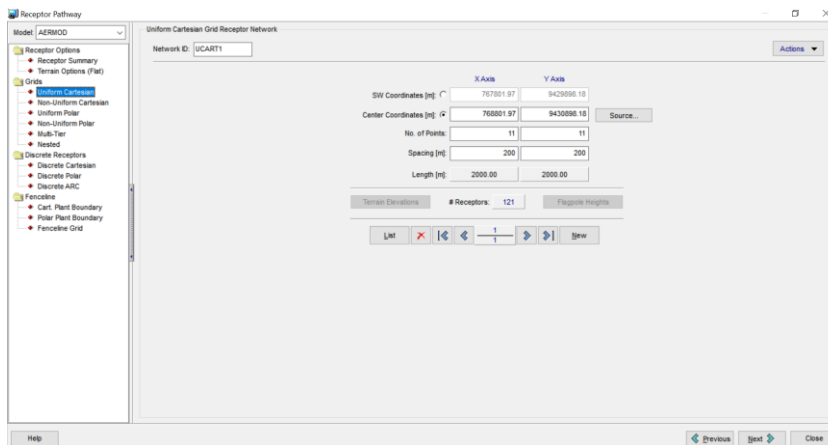 Receptor Pathway
Model: AERMOD
Receptor Options
Receptor Summary
Terrain Options (Flat)
Grids
Uniform Cartesian
Non-Uniform Cartesian
Uniform Polar
Non-Uniform Polar
Multi-Tier
Nested
Discrete Receptors
Discrete Cartesian
Discrete Polar
Discrete ARC
Fenceline
Cart. Plant Boundary
Polar Plant Boundary
Fenceline Grid
Uniform Cartesian Grid Receptor Network
Network ID: UCART1
Actions
X Axis Y Axis
SW Coordinates [m]: 767801.97 9429898.18
Center Coordinates [m]: 768801.97 9430898.18 Source...
No. of Points: 11 11
Spacing [m]: 200 200
Length [m]: 2000.00 2000.00
Terrain Elevations # Receptors: 121 Flagpole Heights
List 1 New
1
Help Previous Next Close